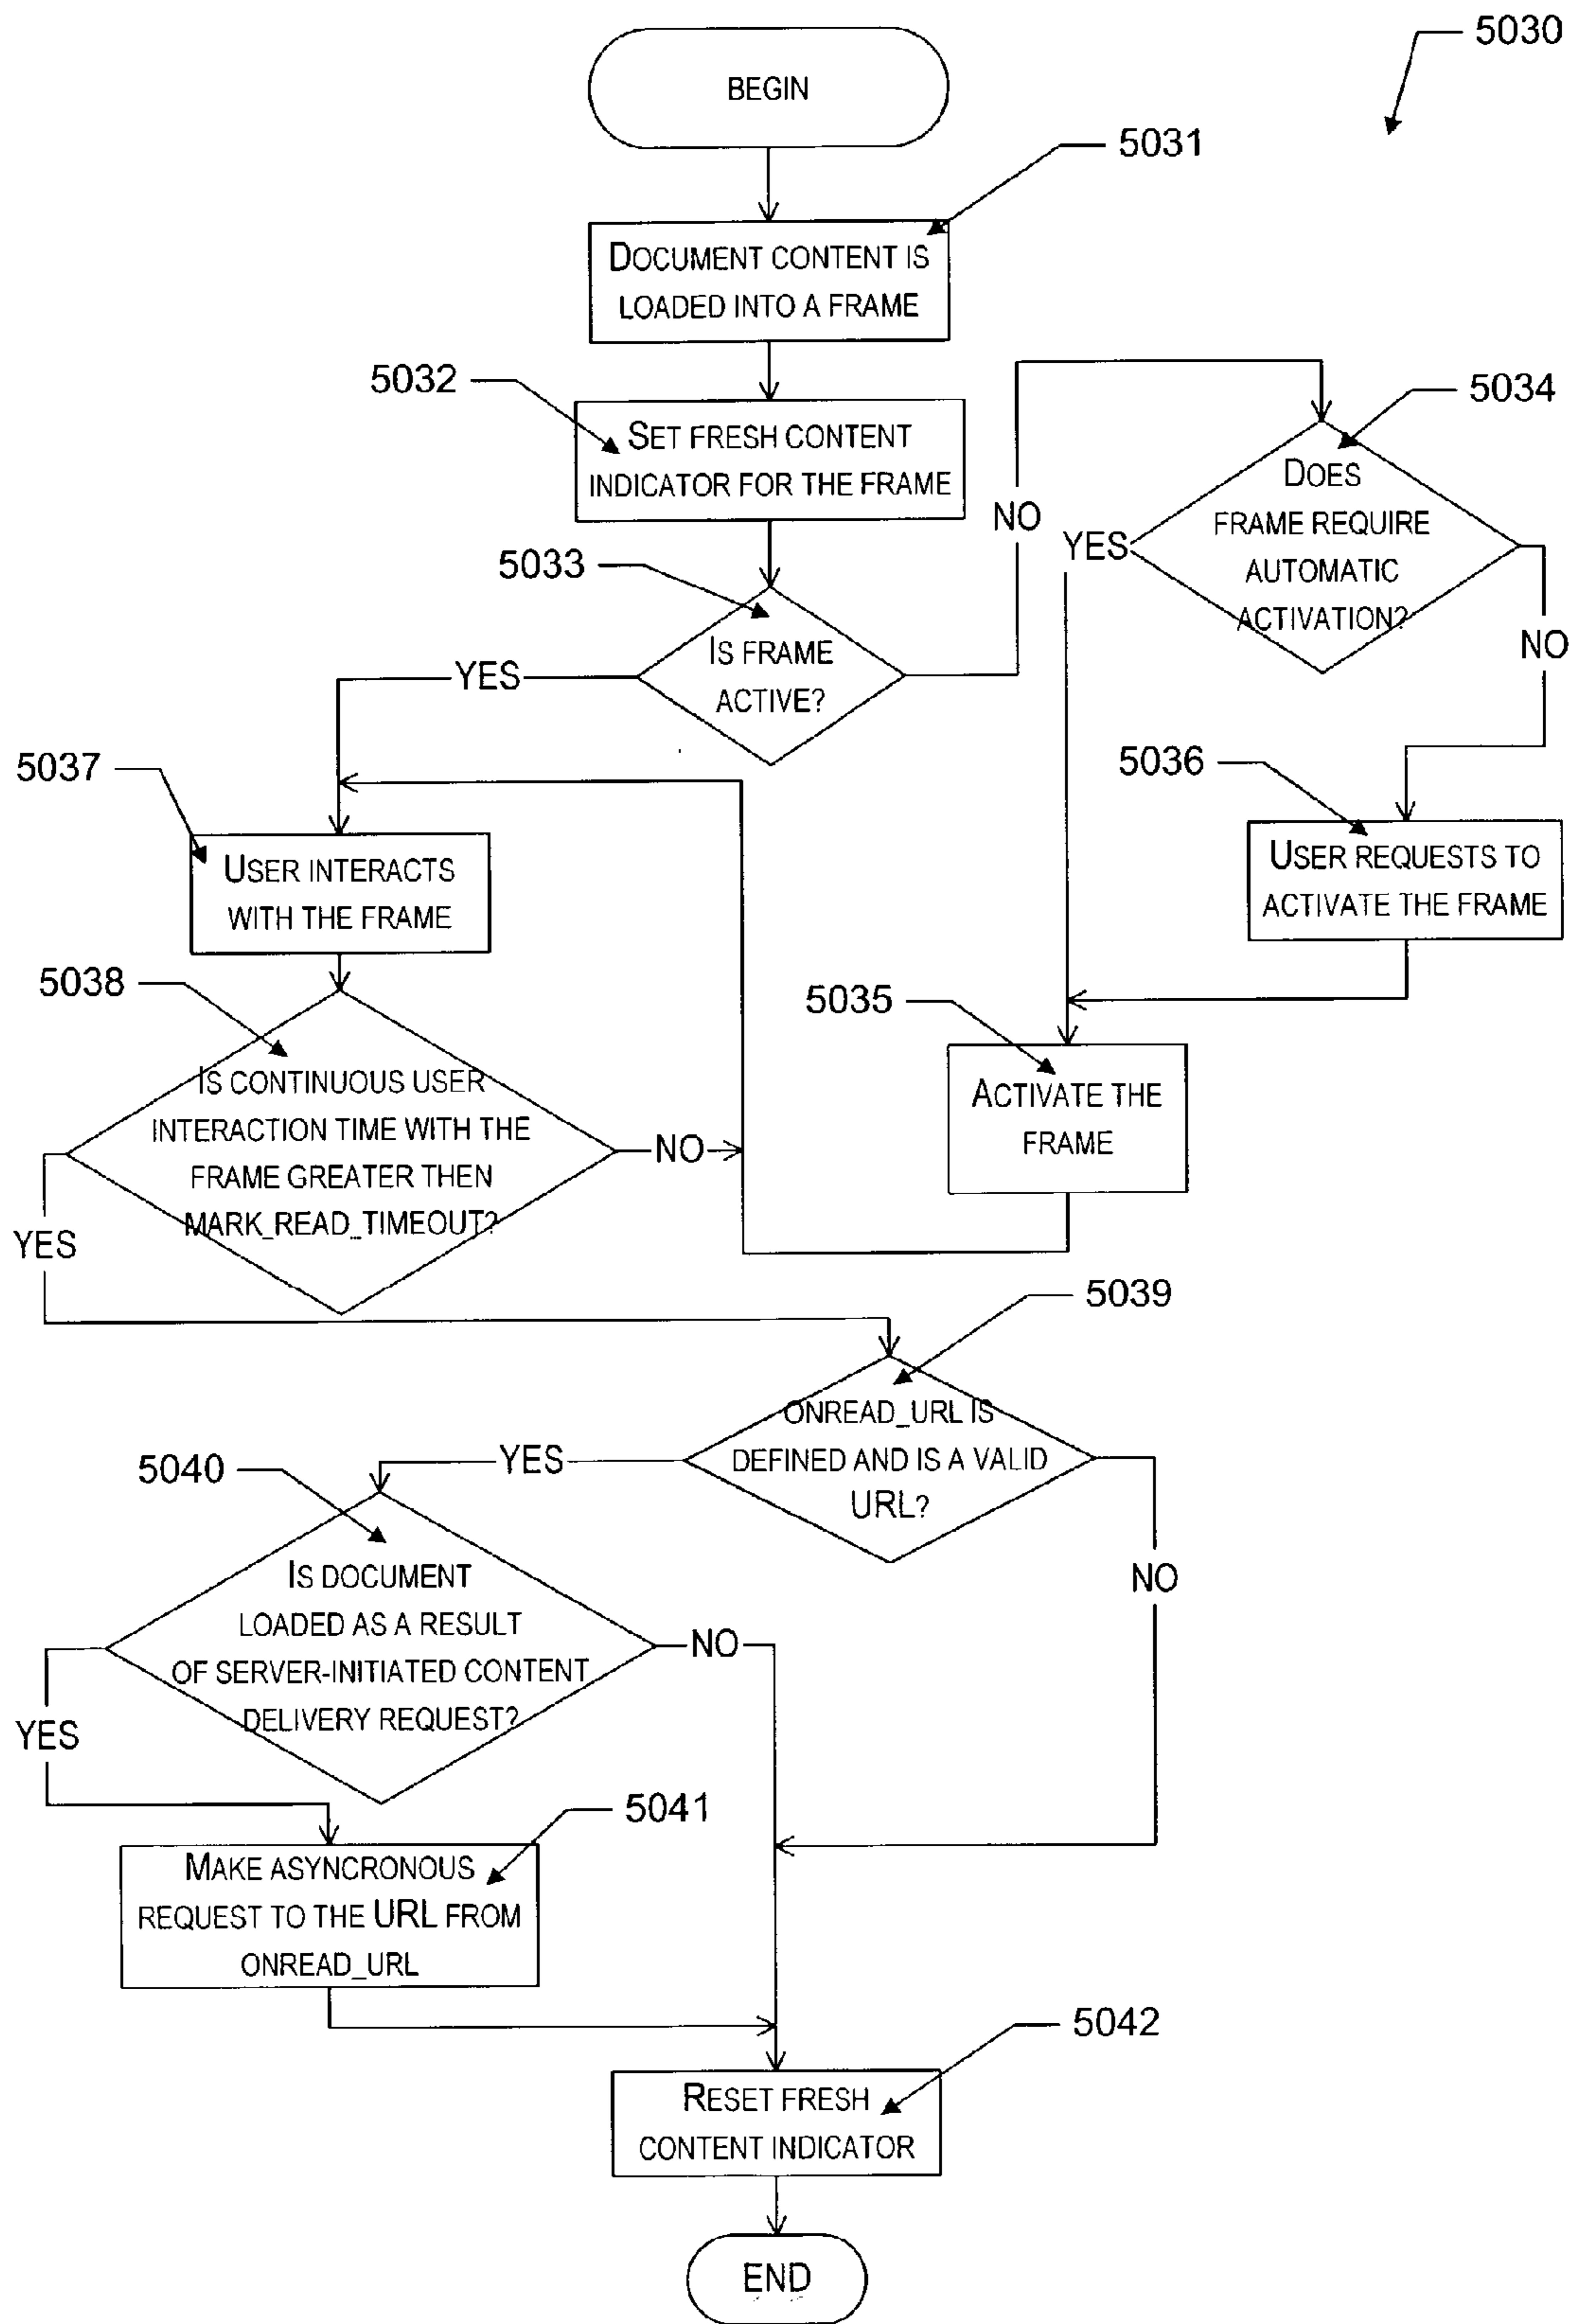 5030
BEGIN
5031
DOCUMENT CONTENT IS
LOADED INTO A FRAME
5032
SET FRESH CONTENT
INDICATOR FOR THE FRAME
5033
IS FRAME
ACTIVE?
YES
NO
5034
DOES
FRAME REQUIRE
AUTOMATIC
ACTIVATION?
YES
NO
5036
USER REQUESTS TO
ACTIVATE THE FRAME
5035
ACTIVATE THE
FRAME
5037
USER INTERACTS
WITH THE FRAME
5038
IS CONTINUOUS USER
INTERACTION TIME WITH THE
FRAME GREATER THEN
MARK_READ_TIMEOUT?
NO
YES
5039
ONREAD_URL IS
DEFINED AND IS A VALID
URL?
YES
NO
5040
IS DOCUMENT
LOADED AS A RESULT
OF SERVER-INITIATED CONTENT
DELIVERY REQUEST?
NO
YES
5041
MAKE ASYNCRONOUS
REQUEST TO THE URL FROM
ONREAD_URL
5042
RESET FRESH
CONTENT INDICATOR
END